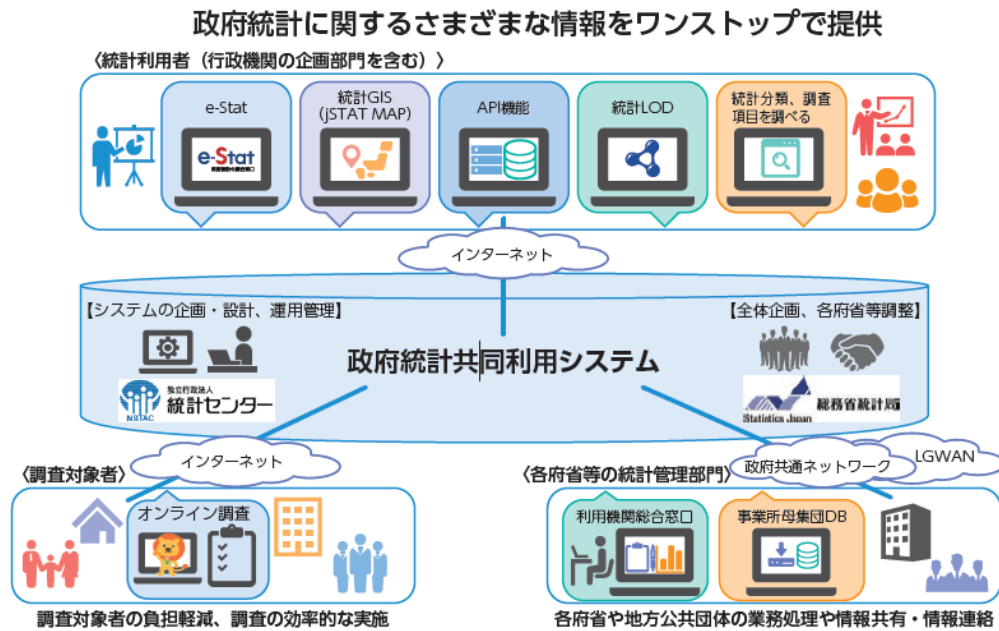 政府統計に関するさまざまな情報をワンストップで提供
〈統計利用者（行政機関の企画部門を含む）〉
e-Stat
統計GIS
(jSTAT MAP)
API機能
統計LOD
統計分類、調査
項目を調べる
e-Stat
政府統計の総合窓口
インターネット
【システムの企画・設計、運用管理】
【全体企画、各府省等調整】
政府統計共同利用システム
独立行政法人
統計センター
NSTAC
総務省統計局
Statistics Japan
インターネット
政府共通ネットワーク
LGWAN
〈調査対象者〉
〈各府省等の統計管理部門〉
オンライン調査
利用機関総合窓口
事業所母集団DB
調査対象者の負担軽減、調査の効率的な実施
各府省や地方公共団体の業務処理や情報共有・情報連絡